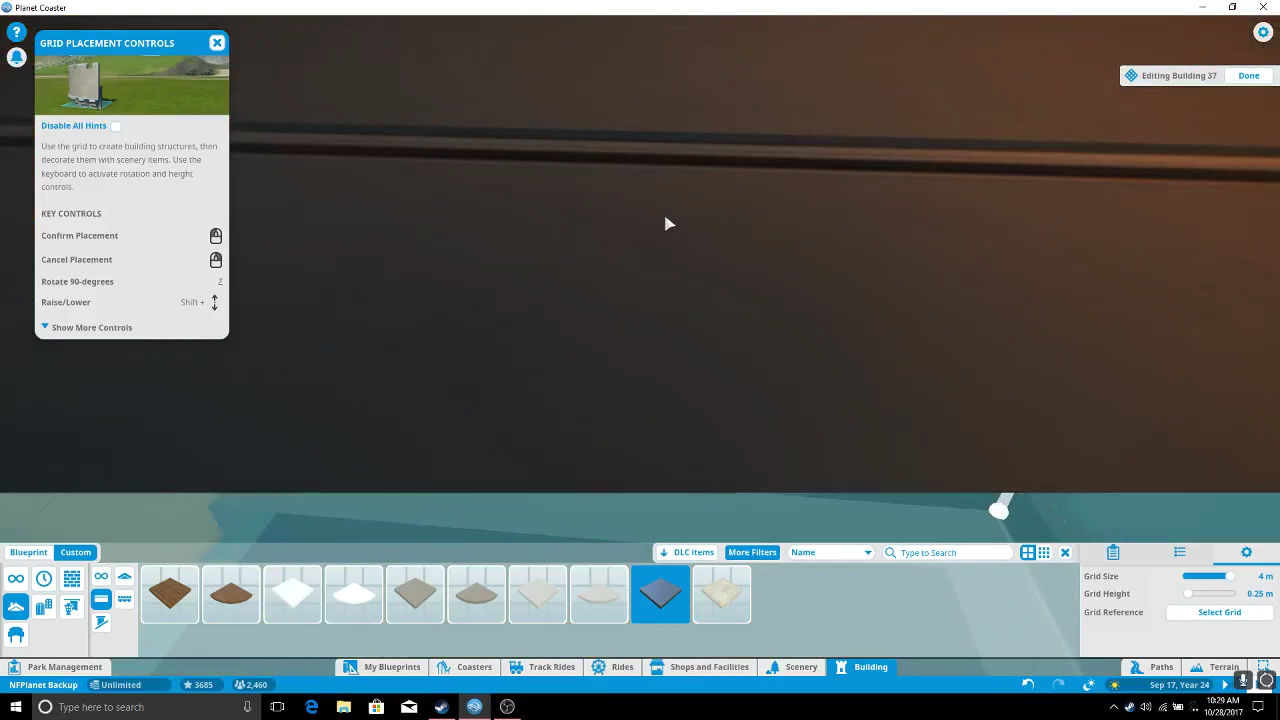 Planet Coaster
GRID PLACEMENT CONTROLS
Disable All Hints
Use the grid to create building structures, then
decorate them with scenery items. Use the
keyboard to activate rotation and height
controls.
KEY CONTROLS
Confirm Placement
Cancel Placement
Rotate 90-degrees Z
Raise/Lower Shift +
Show More Controls
Editing Building 37 Done
Blueprint Custom
DLC items More Filters Name Type to Search
Grid Size 4 m
Grid Height 0.25 m
Grid Reference Select Grid
Park Management My Blueprints Coasters Track Rides Rides Shops and Facilities Scenery Building Paths Terrain
NFPlanet Backup Unlimited 3685 2,460 Sep 17, Year 24
Type here to search
10:29 AM
10/28/2017